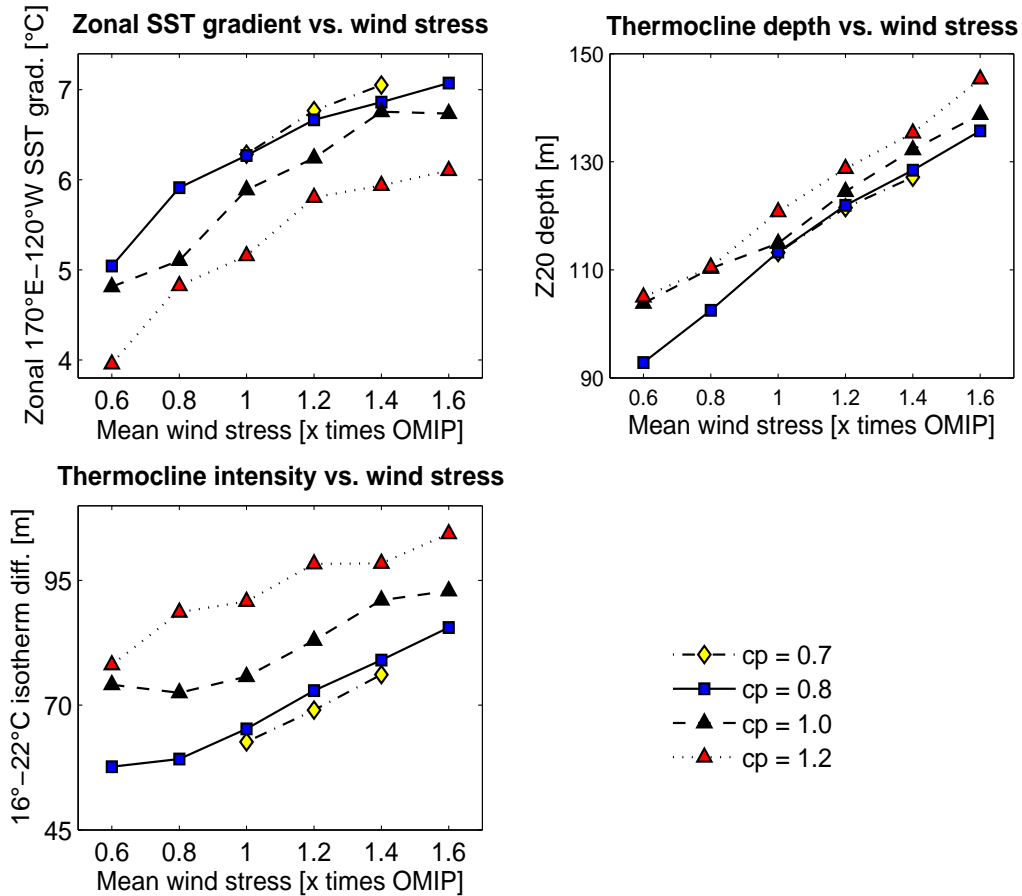 Zonal SST gradient vs. wind stress
Zonal 170°E−120°W SST grad. [°C]
7
6
5
4
0.6 0.8 1 1.2 1.4 1.6
Mean wind stress [x times OMIP]
Thermocline depth vs. wind stress
Z20 depth [m]
150
130
110
90
0.6 0.8 1 1.2 1.4 1.6
Mean wind stress [x times OMIP]
Thermocline intensity vs. wind stress
16°−22°C isotherm diff. [m]
95
70
45
0.6 0.8 1 1.2 1.4 1.6
Mean wind stress [x times OMIP]
cp = 0.7
cp = 0.8
cp = 1.0
cp = 1.2